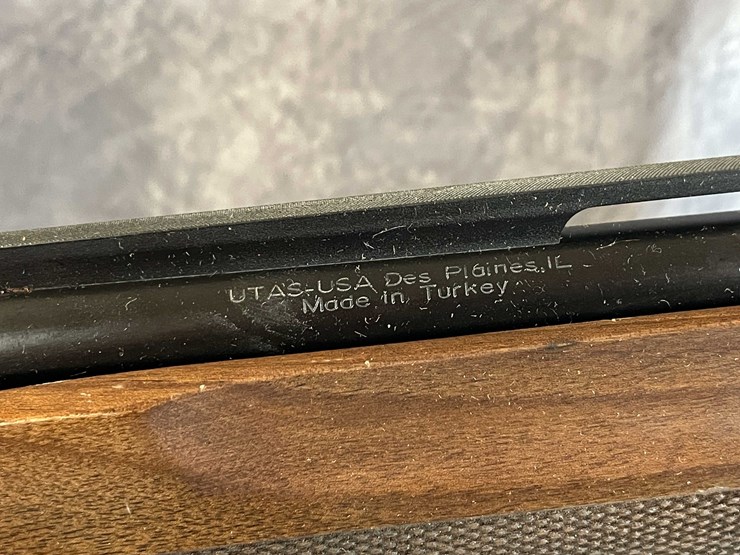 UTAS-USA Des Plaines, IL
Made in Turkey